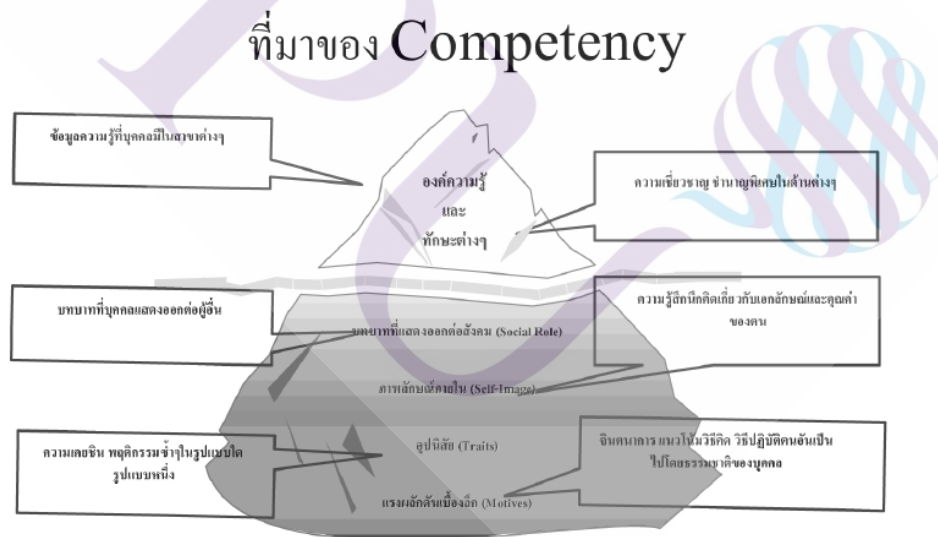 ที่มาของ Competency
ข้อมูลความรู้ที่บุคคลมีในสาขาต่างๆ
องค์ความรู้
และ
ทักษะต่างๆ
ความเชี่ยวชาญ ชำนาญพิเศษในด้านต่างๆ
บทบาทที่บุคคลแสดงออกต่อผู้อื่น
บทบาทที่แสดงออกต่อสังคม (Social Role)
ความรู้สึกนึกคิดเกี่ยวกับเอกลักษณ์และคุณค่า
ของตน
ภาพลักษณ์ภายใน (Self-Image)
ความเคยชิน พฤติกรรมซ้ำๆในรูปแบบใด
รูปแบบหนึ่ง
อุปนิสัย (Traits)
จินตนาการ แนวโน้มวิธีคิด วิธีปฏิบัติตนอันเป็น
ไปโดยธรรมชาติของบุคคล
แรงผลักดันเบื้องลึก (Motives)